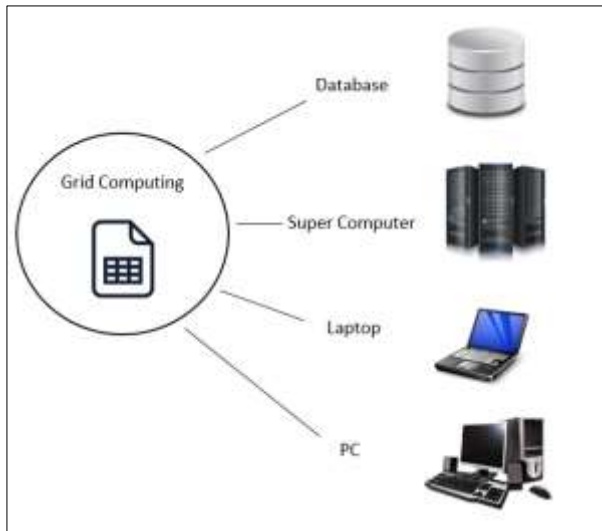 Database
Grid Computing
Super Computer
Laptop
PC